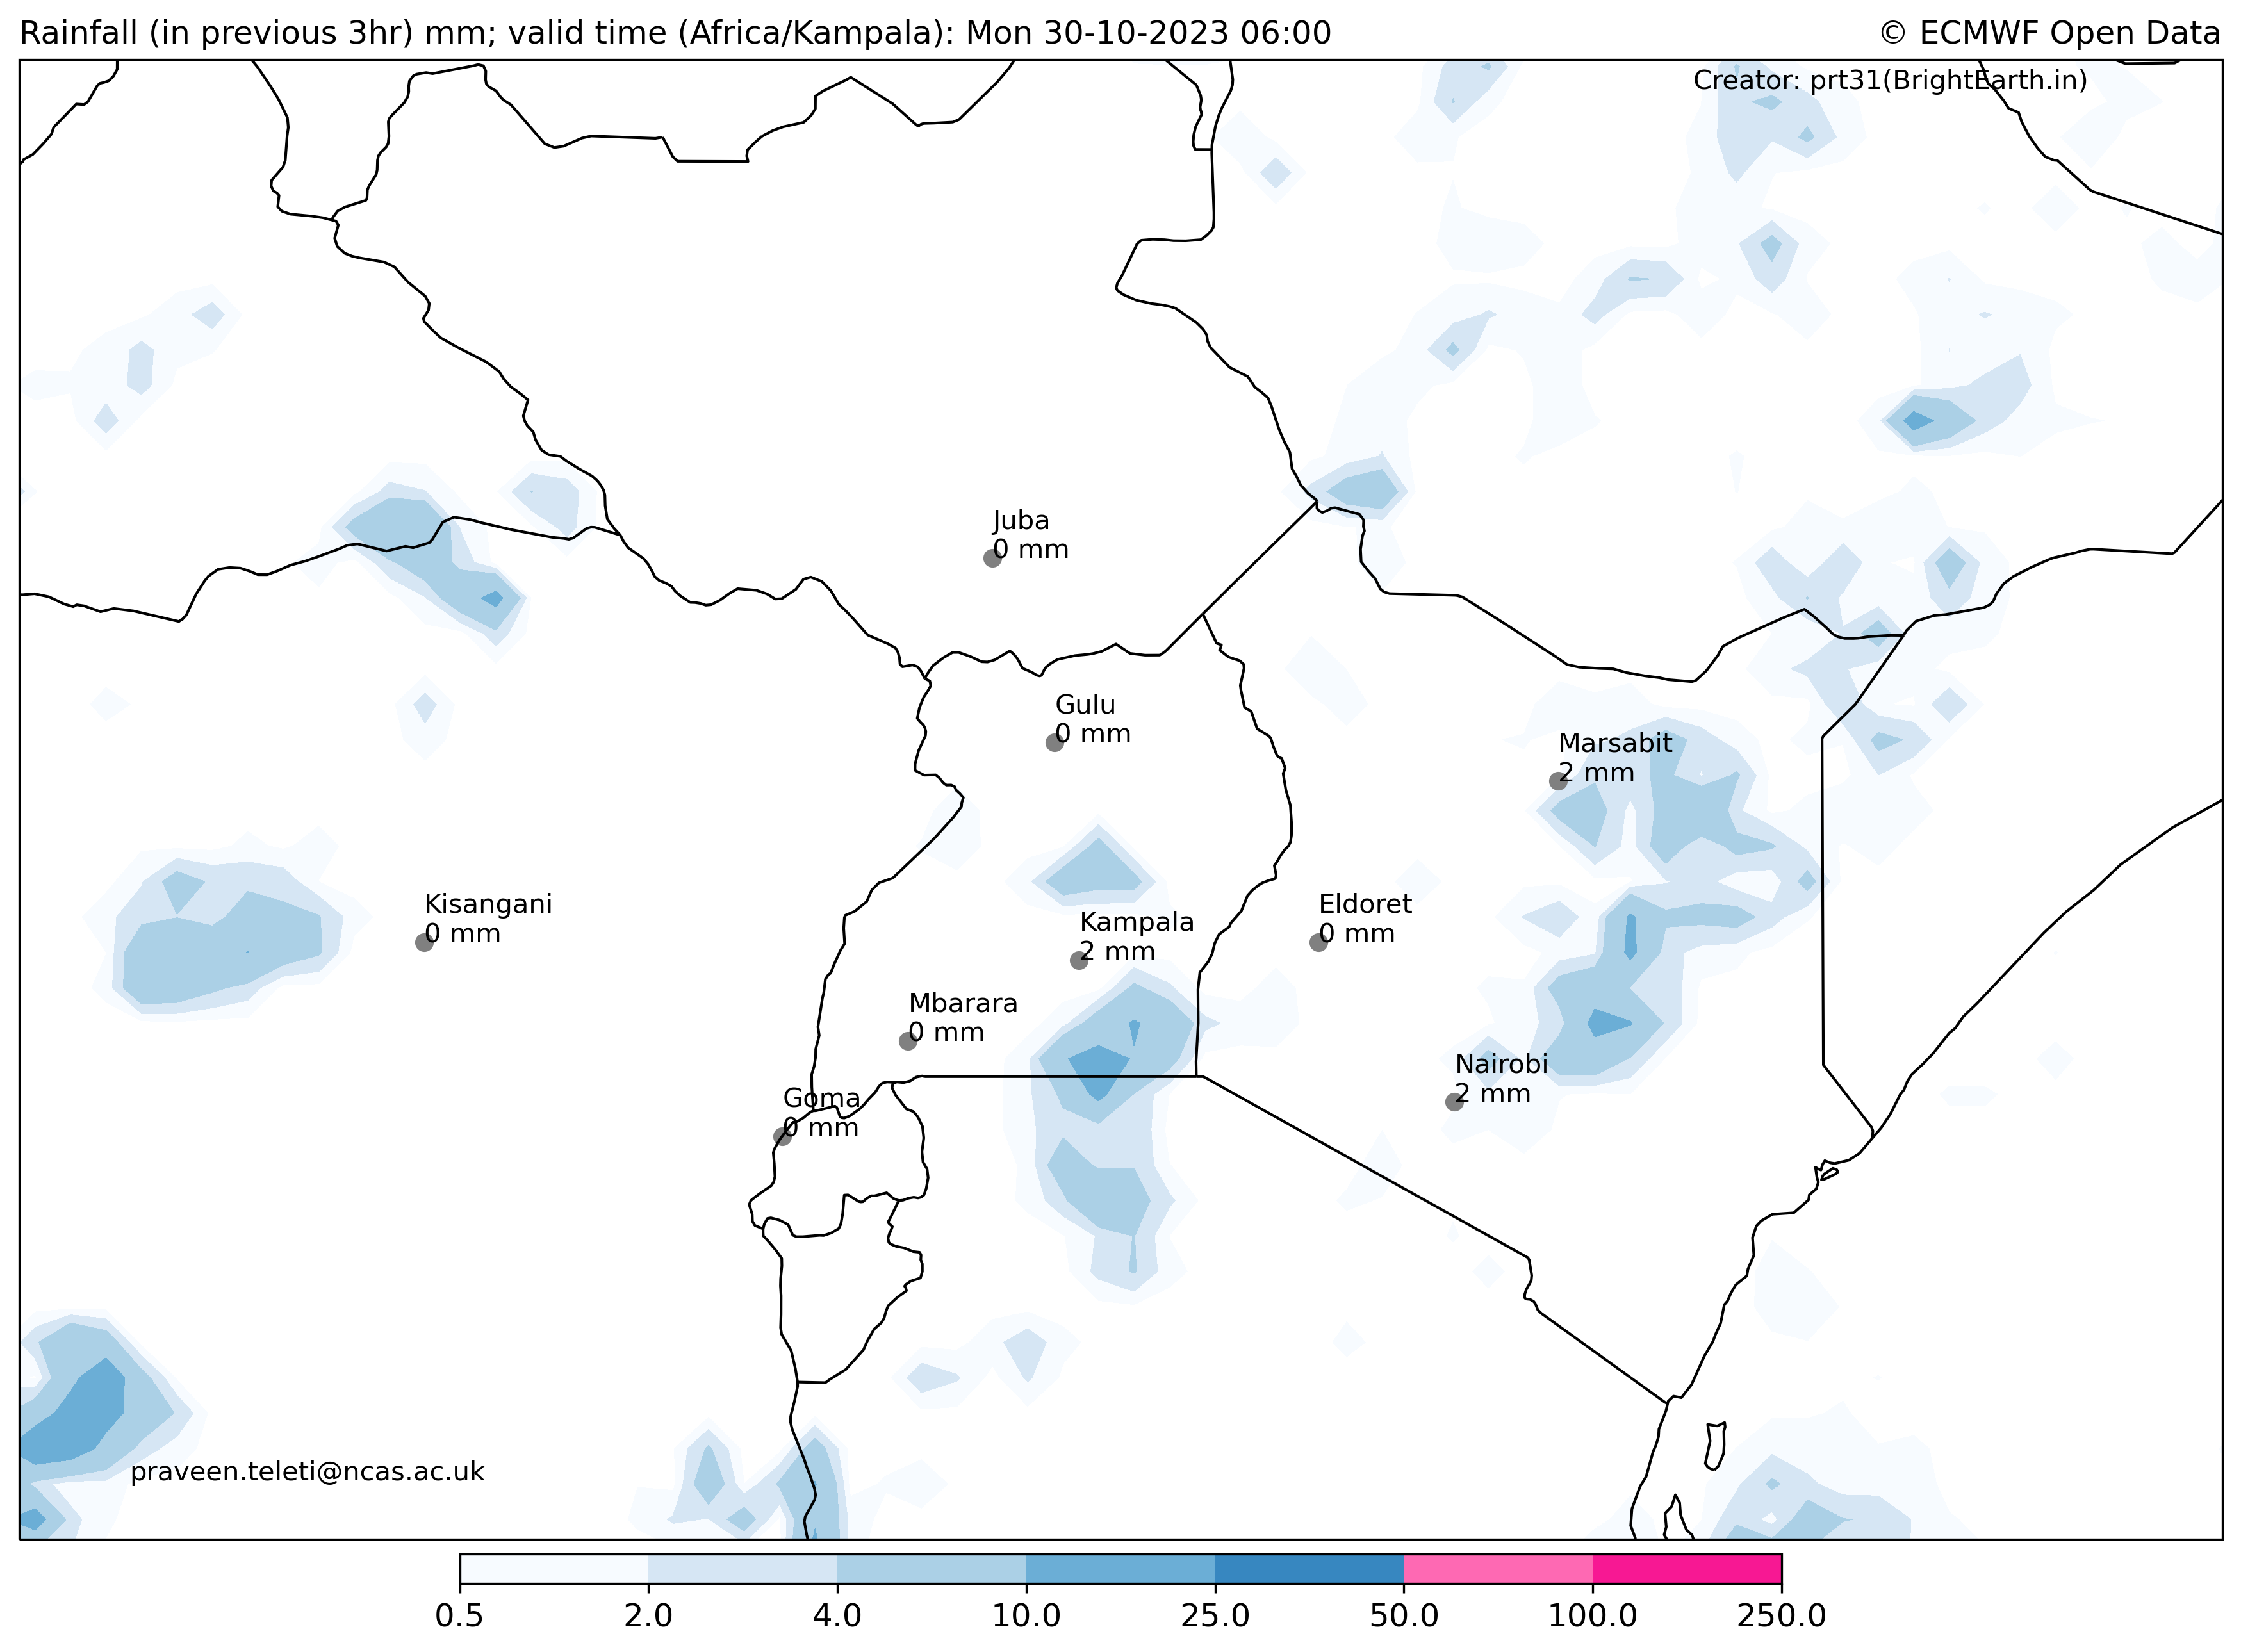 Rainfall (in previous 3hr) mm; valid time (Africa/Kampala): Mon 30-10-2023 06:00
© ECMWF Open Data
Creator: prt31(BrightEarth.in)
Juba
0 mm
Gulu
0 mm
Marsabit
2 mm
Kisangani
0 mm
Eldoret
0 mm
Kampala
2 mm
Mbarara
0 mm
Nairobi
2 mm
Goma
0 mm
praveen.teleti@ncas.ac.uk
0.5 2.0 4.0 10.0 25.0 50.0 100.0 250.0